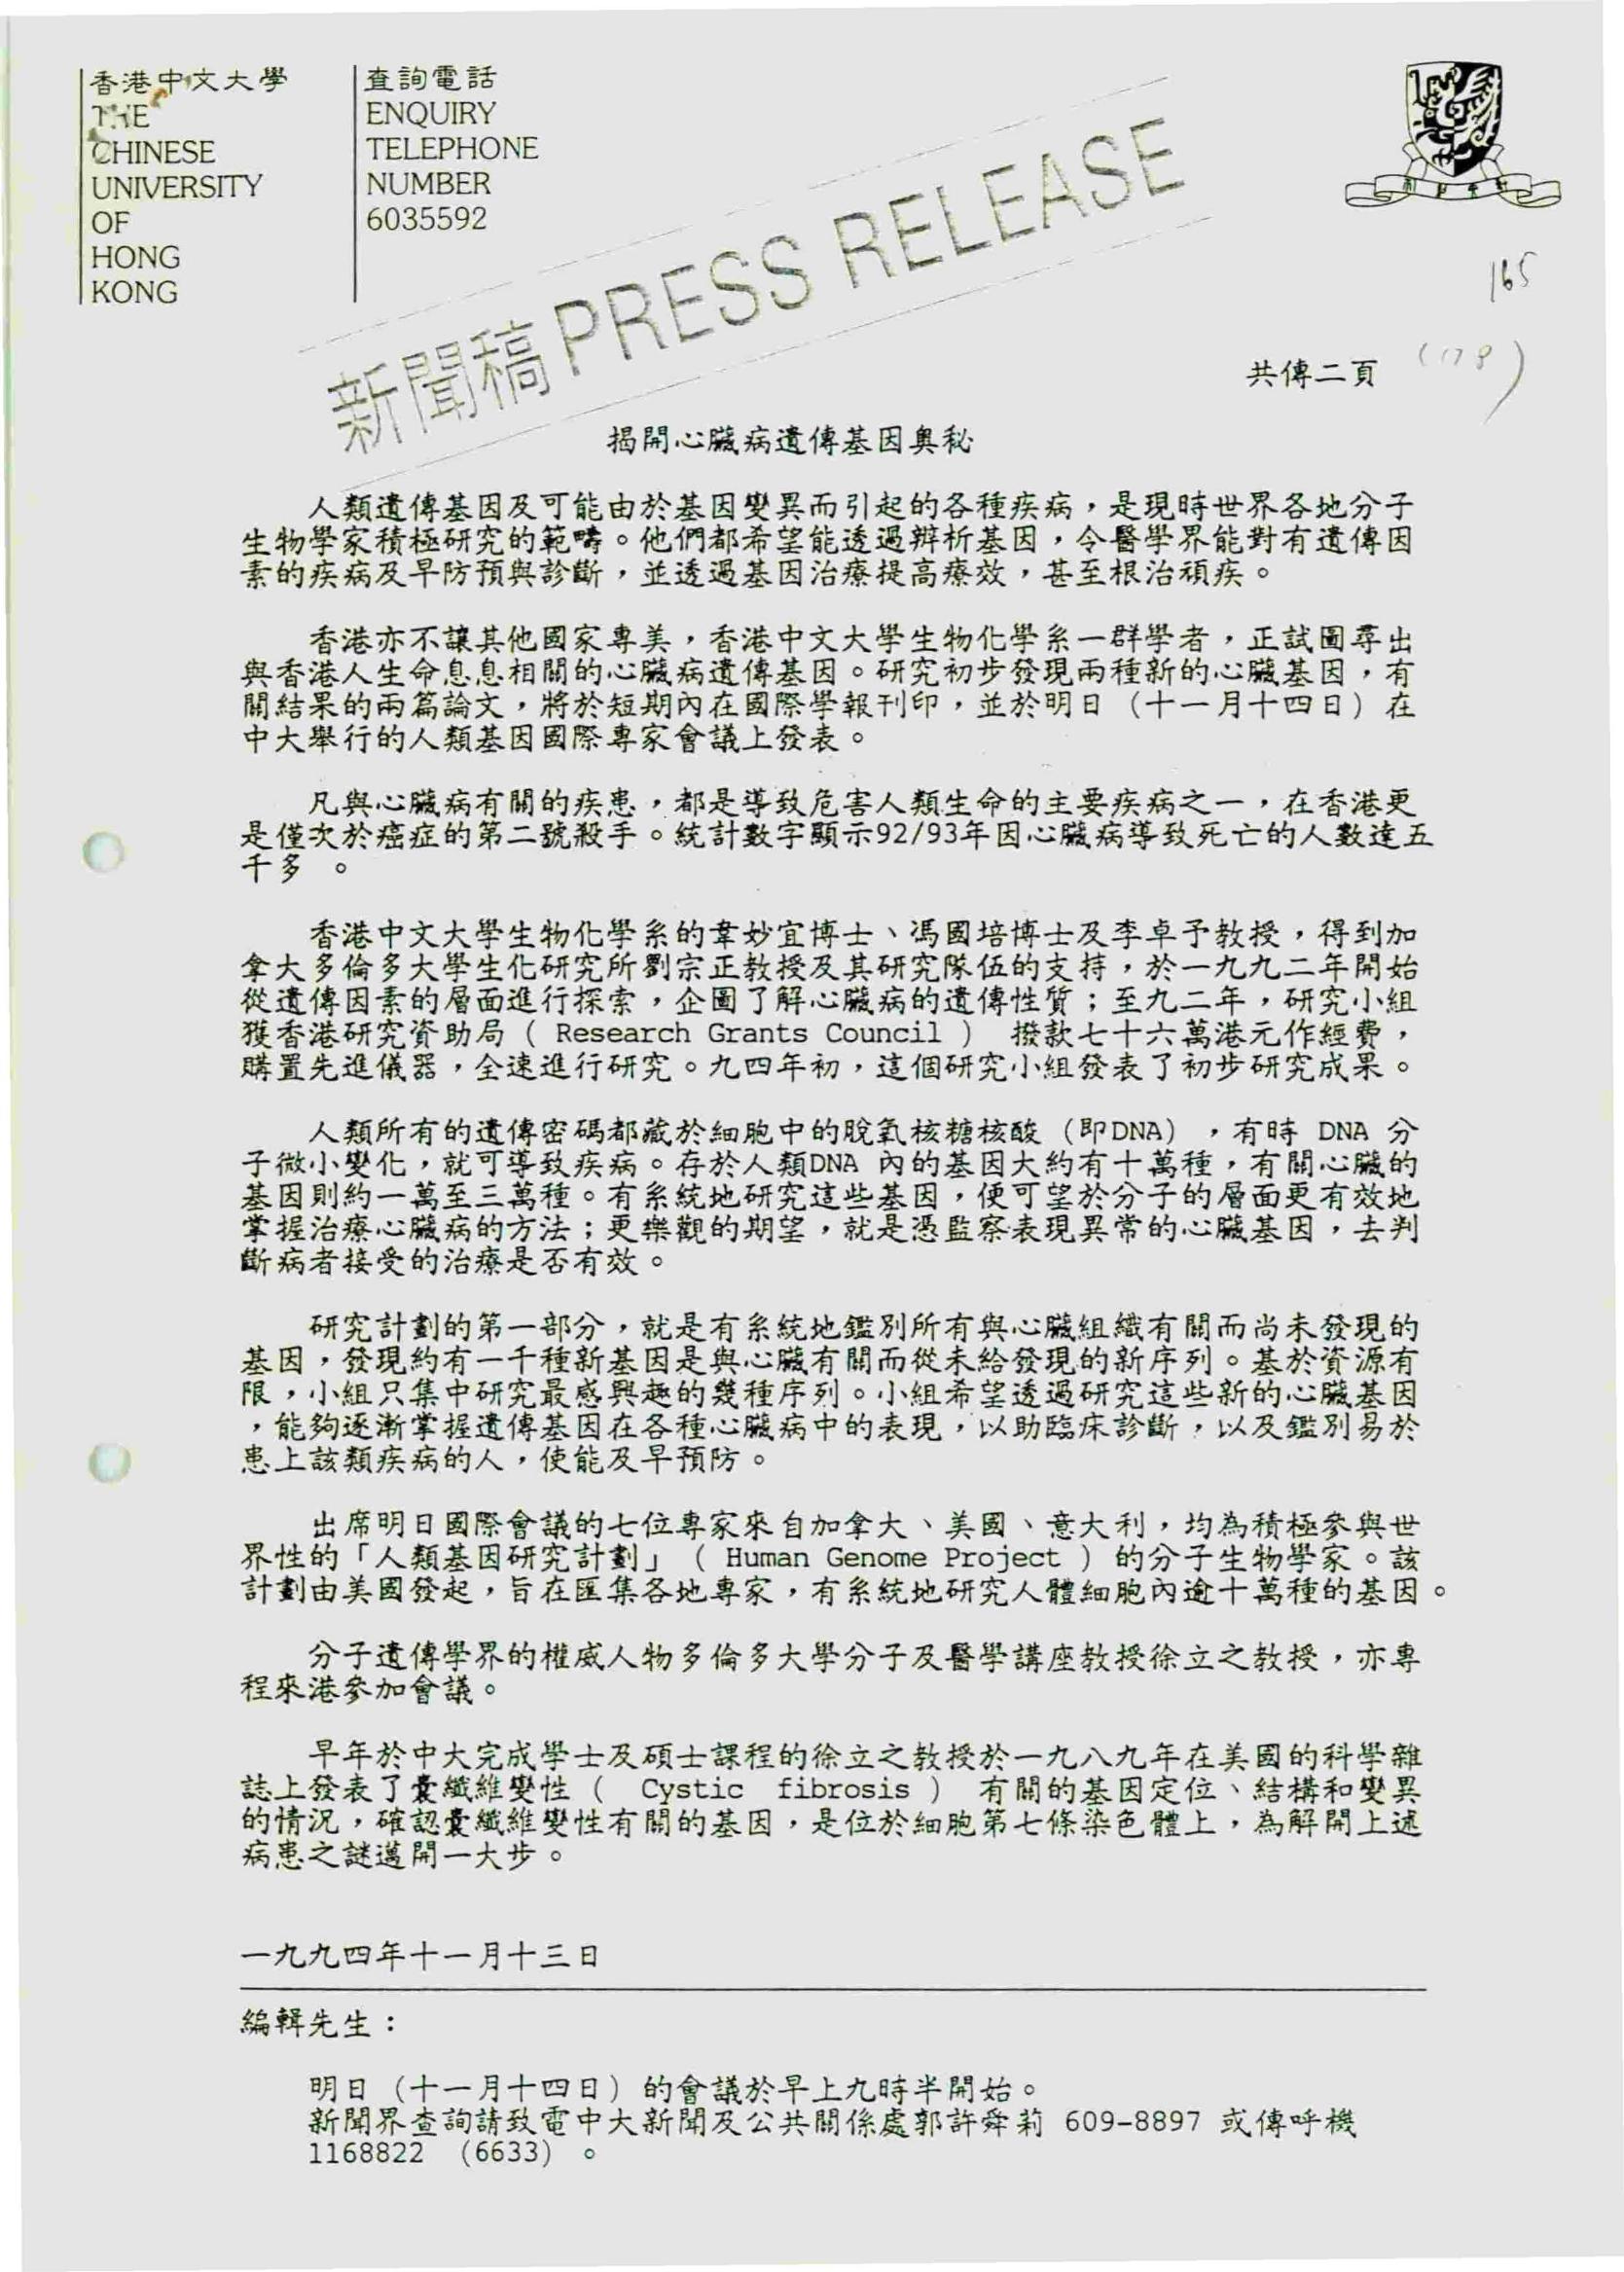 香港中文大學
THE
CHINESE
UNIVERSITY
OF
HONG
KONG
查詢電話
ENQUIRY
TELEPHONE
NUMBER
6035592
新聞稿 PRESS RELEASE
165
共傳二頁
揭開心臟病遺傳基因奧秘
人類遺傳基因及可能由於基因變異而引起的各種疾病，是現時世界各地分子
生物學家積極研究的範疇。他們都希望能透過辨析基因，令醫學界能對有遺傳因
素的疾病及早防預與診斷，並透過基因治療提高療效，甚至根治頑疾。
香港亦不讓其他國家專美，香港中文大學生物化學系一群學者，正試圖尋出
與香港人生命息息相關的心臟病遺傳基因。研究初步發現兩種新的心臟基因，有
關結果的兩篇論文，將於短期內在國際學報刊印，並於明日（十一月十四日）在
中大舉行的人類基因國際專家會議上發表。
凡與心臟病有關的疾患，都是導致危害人類生命的主要疾病之一，在香港更
是僅次於癌症的第二號殺手。統計數字顯示92/93年因心臟病導致死亡的人數達五
千多 。
香港中文大學生物化學系的韋妙宜博士、馮國培博士及李卓予教授，得到加
拿大多倫多大學生化研究所劉宗正教授及其研究隊伍的支持，於一九九二年開始
從遺傳因素的層面進行探索，企圖了解心臟病的遺傳性質；至九二年，研究小組
獲香港研究資助局（ Research Grants Council ） 撥款七十六萬港元作經費，
購置先進儀器，全速進行研究。九四年初，這個研究小組發表了初步研究成果。
人類所有的遺傳密碼都藏於細胞中的脫氧核糖核酸（即DNA），有時 DNA 分
子微小變化，就可導致疾病。存於人類DNA 內的基因大約有十萬種，有關心臟的
基因則約一萬至三萬種。有系統地研究這些基因，便可望於分子的層面更有效地
掌握治療心臟病的方法；更樂觀的期望，就是憑監察表現異常的心臟基因，去判
斷病者接受的治療是否有效。
研究計劃的第一部分，就是有系統地鑑別所有與心臟組織有關而尚未發現的
基因，發現約有一千種新基因是與心臟有關而從未給發現的新序列。基於資源有
限，小組只集中研究最感興趣的幾種序列。小組希望透過研究這些新的心臟基因
，能夠逐漸掌握遺傳基因在各種心臟病中的表現，以助臨床診斷，以及鑑別易於
患上該類疾病的人，使能及早預防。
出席明日國際會議的七位專家來自加拿大、美國、意大利，均為積極參與世
界性的「人類基因研究計劃」（ Human Genome Project ）的分子生物學家。該
計劃由美國發起，旨在匯集各地專家，有系統地研究人體細胞內逾十萬種的基因。
分子遺傳學界的權威人物多倫多大學分子及醫學講座教授徐立之教授，亦專
程來港參加會議。
早年於中大完成學士及碩士課程的徐立之教授於一九八九年在美國的科學雜
誌上發表了囊纖維變性（ Cystic fibrosis ） 有關的基因定位、結構和變異
的情況，確認囊纖維變性有關的基因，是位於細胞第七條染色體上，為解開上述
病患之謎邁開一大步。
一九九四年十一月十三日
編輯先生：
明日（十一月十四日）的會議於早上九時半開始。
新聞界查詢請致電中大新聞及公共關係處郭許舜莉 609-8897 或傳呼機
1168822 （6633）。